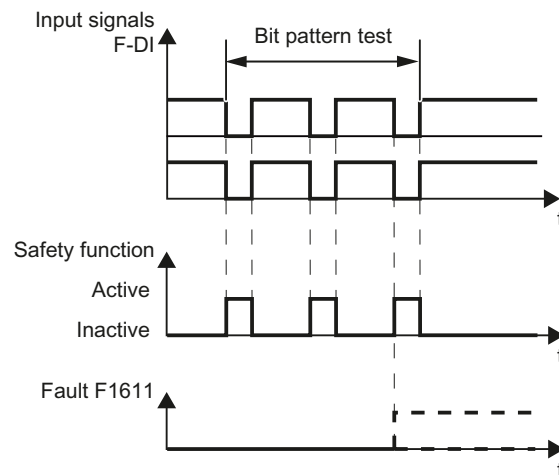 Input signals
F-DI
Bit pattern test
t
Safety function
Active
Inactive
t
Fault F1611
t